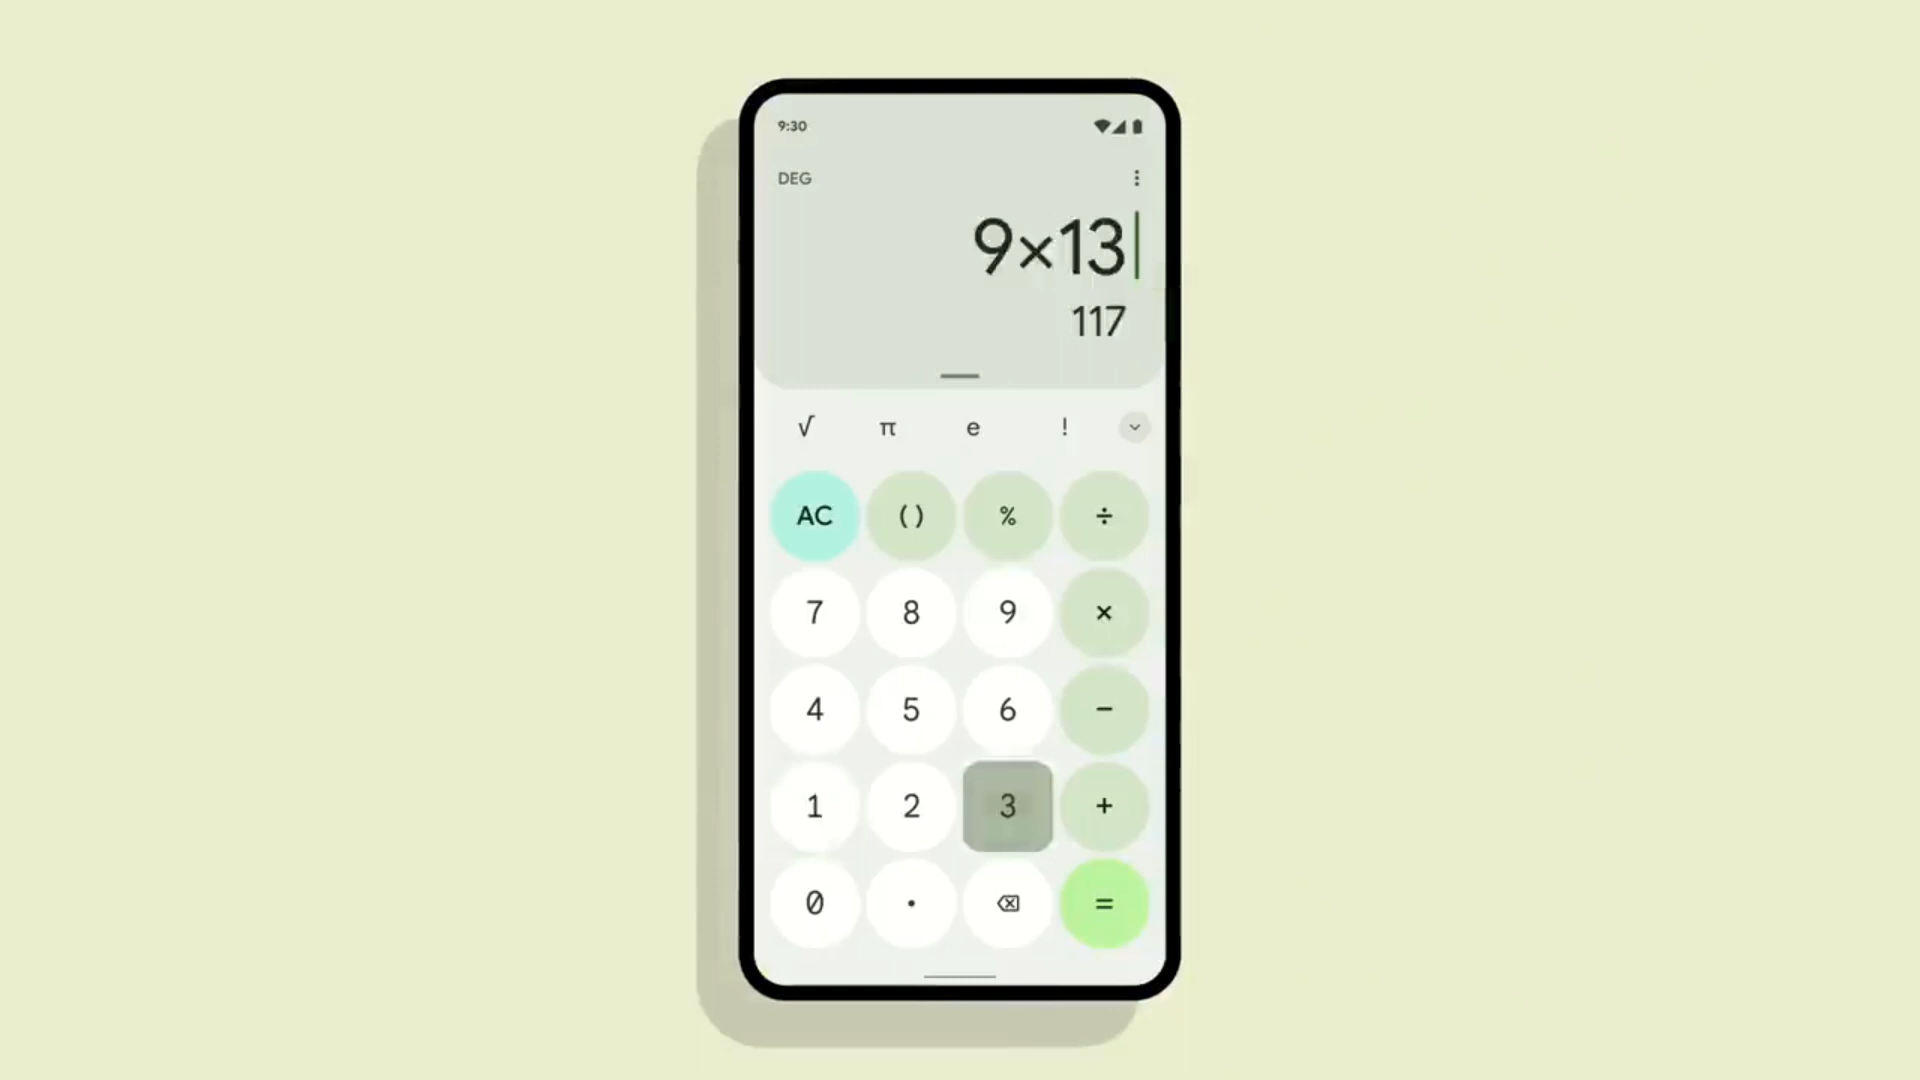 9:30
DEG
9×13
117
√ π e !
AC () % ÷
7 8 9 ×
4 5 6 −
1 2 3 +
0 . =